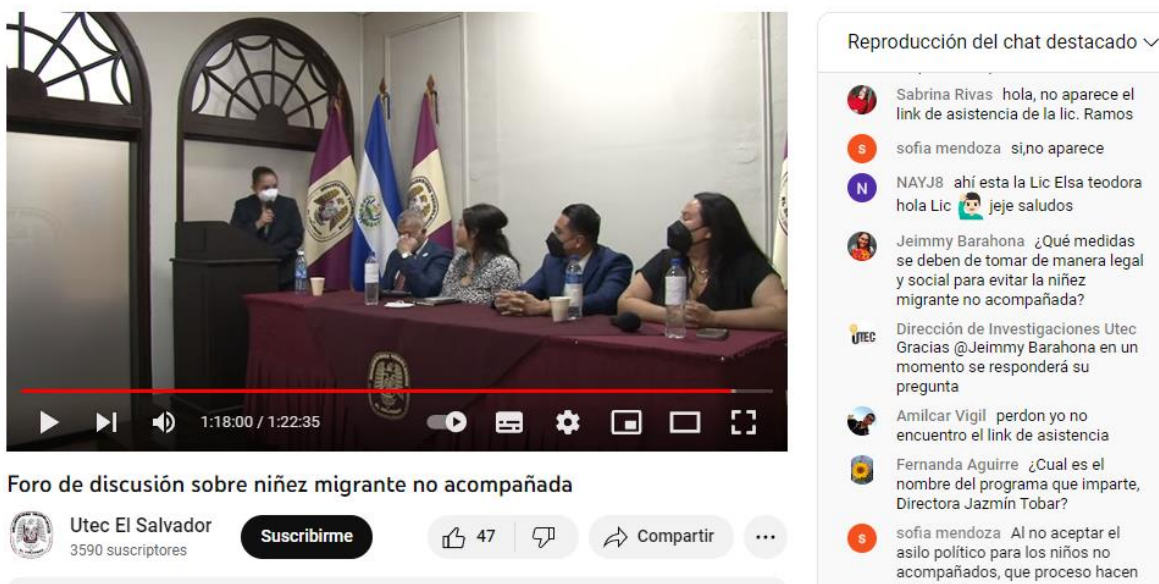 1:18:00 / 1:22:35
Foro de discusión sobre niñez migrante no acompañada
Utec El Salvador
3590 suscriptores
Suscribirme
47
Compartir
Reproducción del chat destacado
Sabrina Rivas hola, no aparece el
link de asistencia de la lic. Ramos
S
sofia mendoza si,no aparece
N
NAYJ8 ahí esta la Lic Elsa teodora
hola Lic 🙋🏻‍♂️ jeje saludos
Jeimmy Barahona ¿Qué medidas
se deben de tomar de manera legal
y social para evitar la niñez
migrante no acompañada?
UTEC
Dirección de Investigaciones Utec
Gracias @Jeimmy Barahona en un
momento se responderá su
pregunta
Amilcar Vigil perdon yo no
encuentro el link de asistencia
Fernanda Aguirre ¿Cual es el
nombre del programa que imparte,
Directora Jazmín Tobar?
S
sofia mendoza Al no aceptar el
asilo político para los niños no
acompañados, que proceso hacen